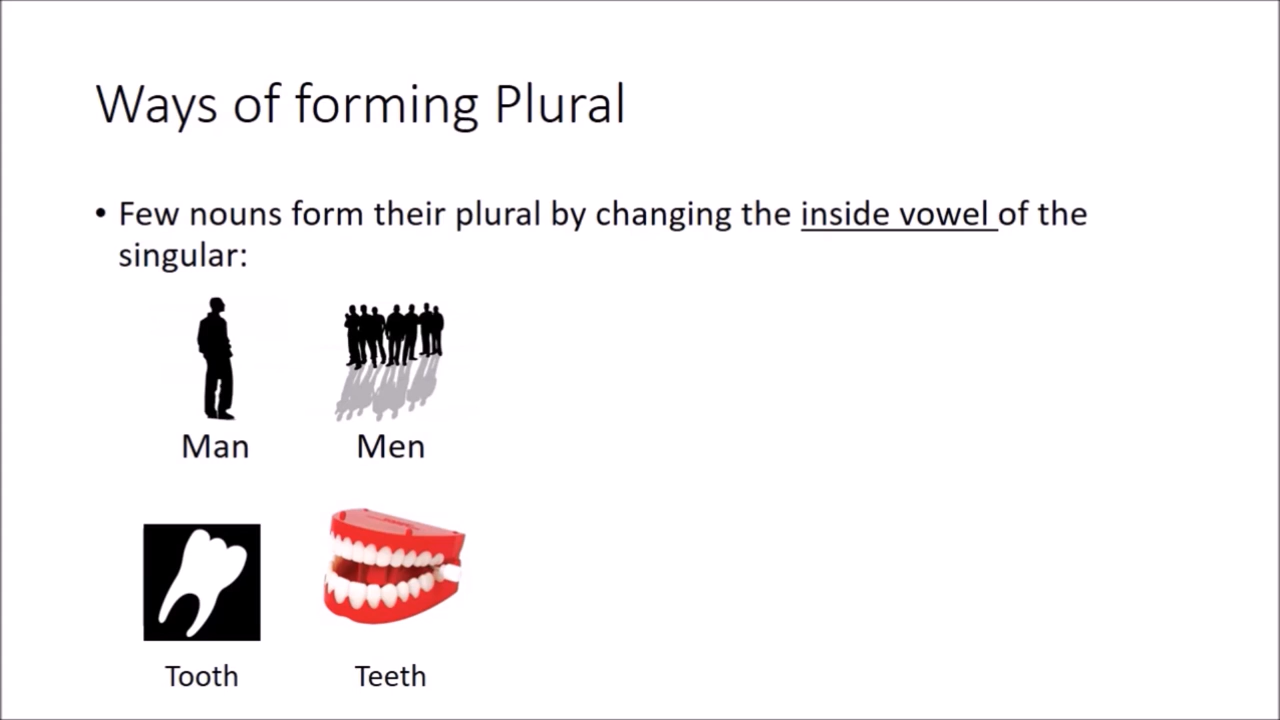 Ways of forming Plural
• Few nouns form their plural by changing the inside vowel of the
singular:
Man Men
Tooth Teeth